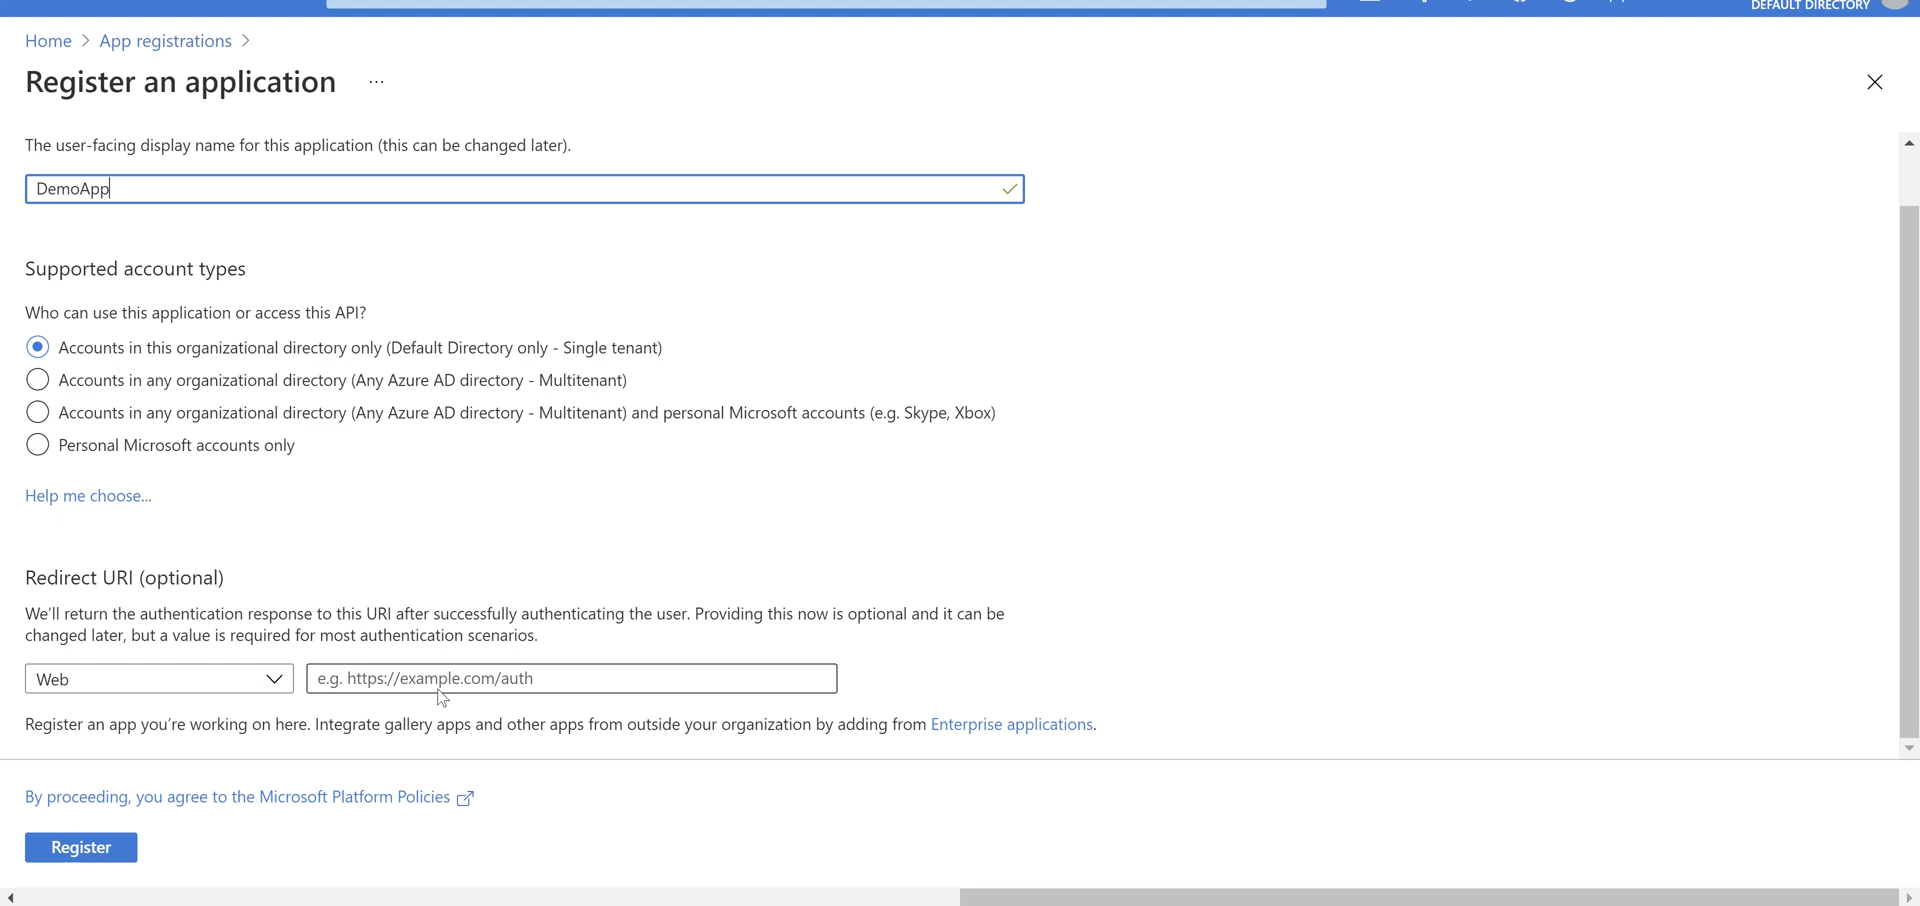 DEFAULT DIRECTORY
Home > App registrations >
Register an application ...
The user-facing display name for this application (this can be changed later).
DemoApp
Supported account types
Who can use this application or access this API?
Accounts in this organizational directory only (Default Directory only - Single tenant)
Accounts in any organizational directory (Any Azure AD directory - Multitenant)
Accounts in any organizational directory (Any Azure AD directory - Multitenant) and personal Microsoft accounts (e.g. Skype, Xbox)
Personal Microsoft accounts only
Help me choose...
Redirect URI (optional)
We'll return the authentication response to this URI after successfully authenticating the user. Providing this now is optional and it can be
changed later, but a value is required for most authentication scenarios.
Web
e.g. https://example.com/auth
Register an app you're working on here. Integrate gallery apps and other apps from outside your organization by adding from Enterprise applications.
By proceeding, you agree to the Microsoft Platform Policies
Register